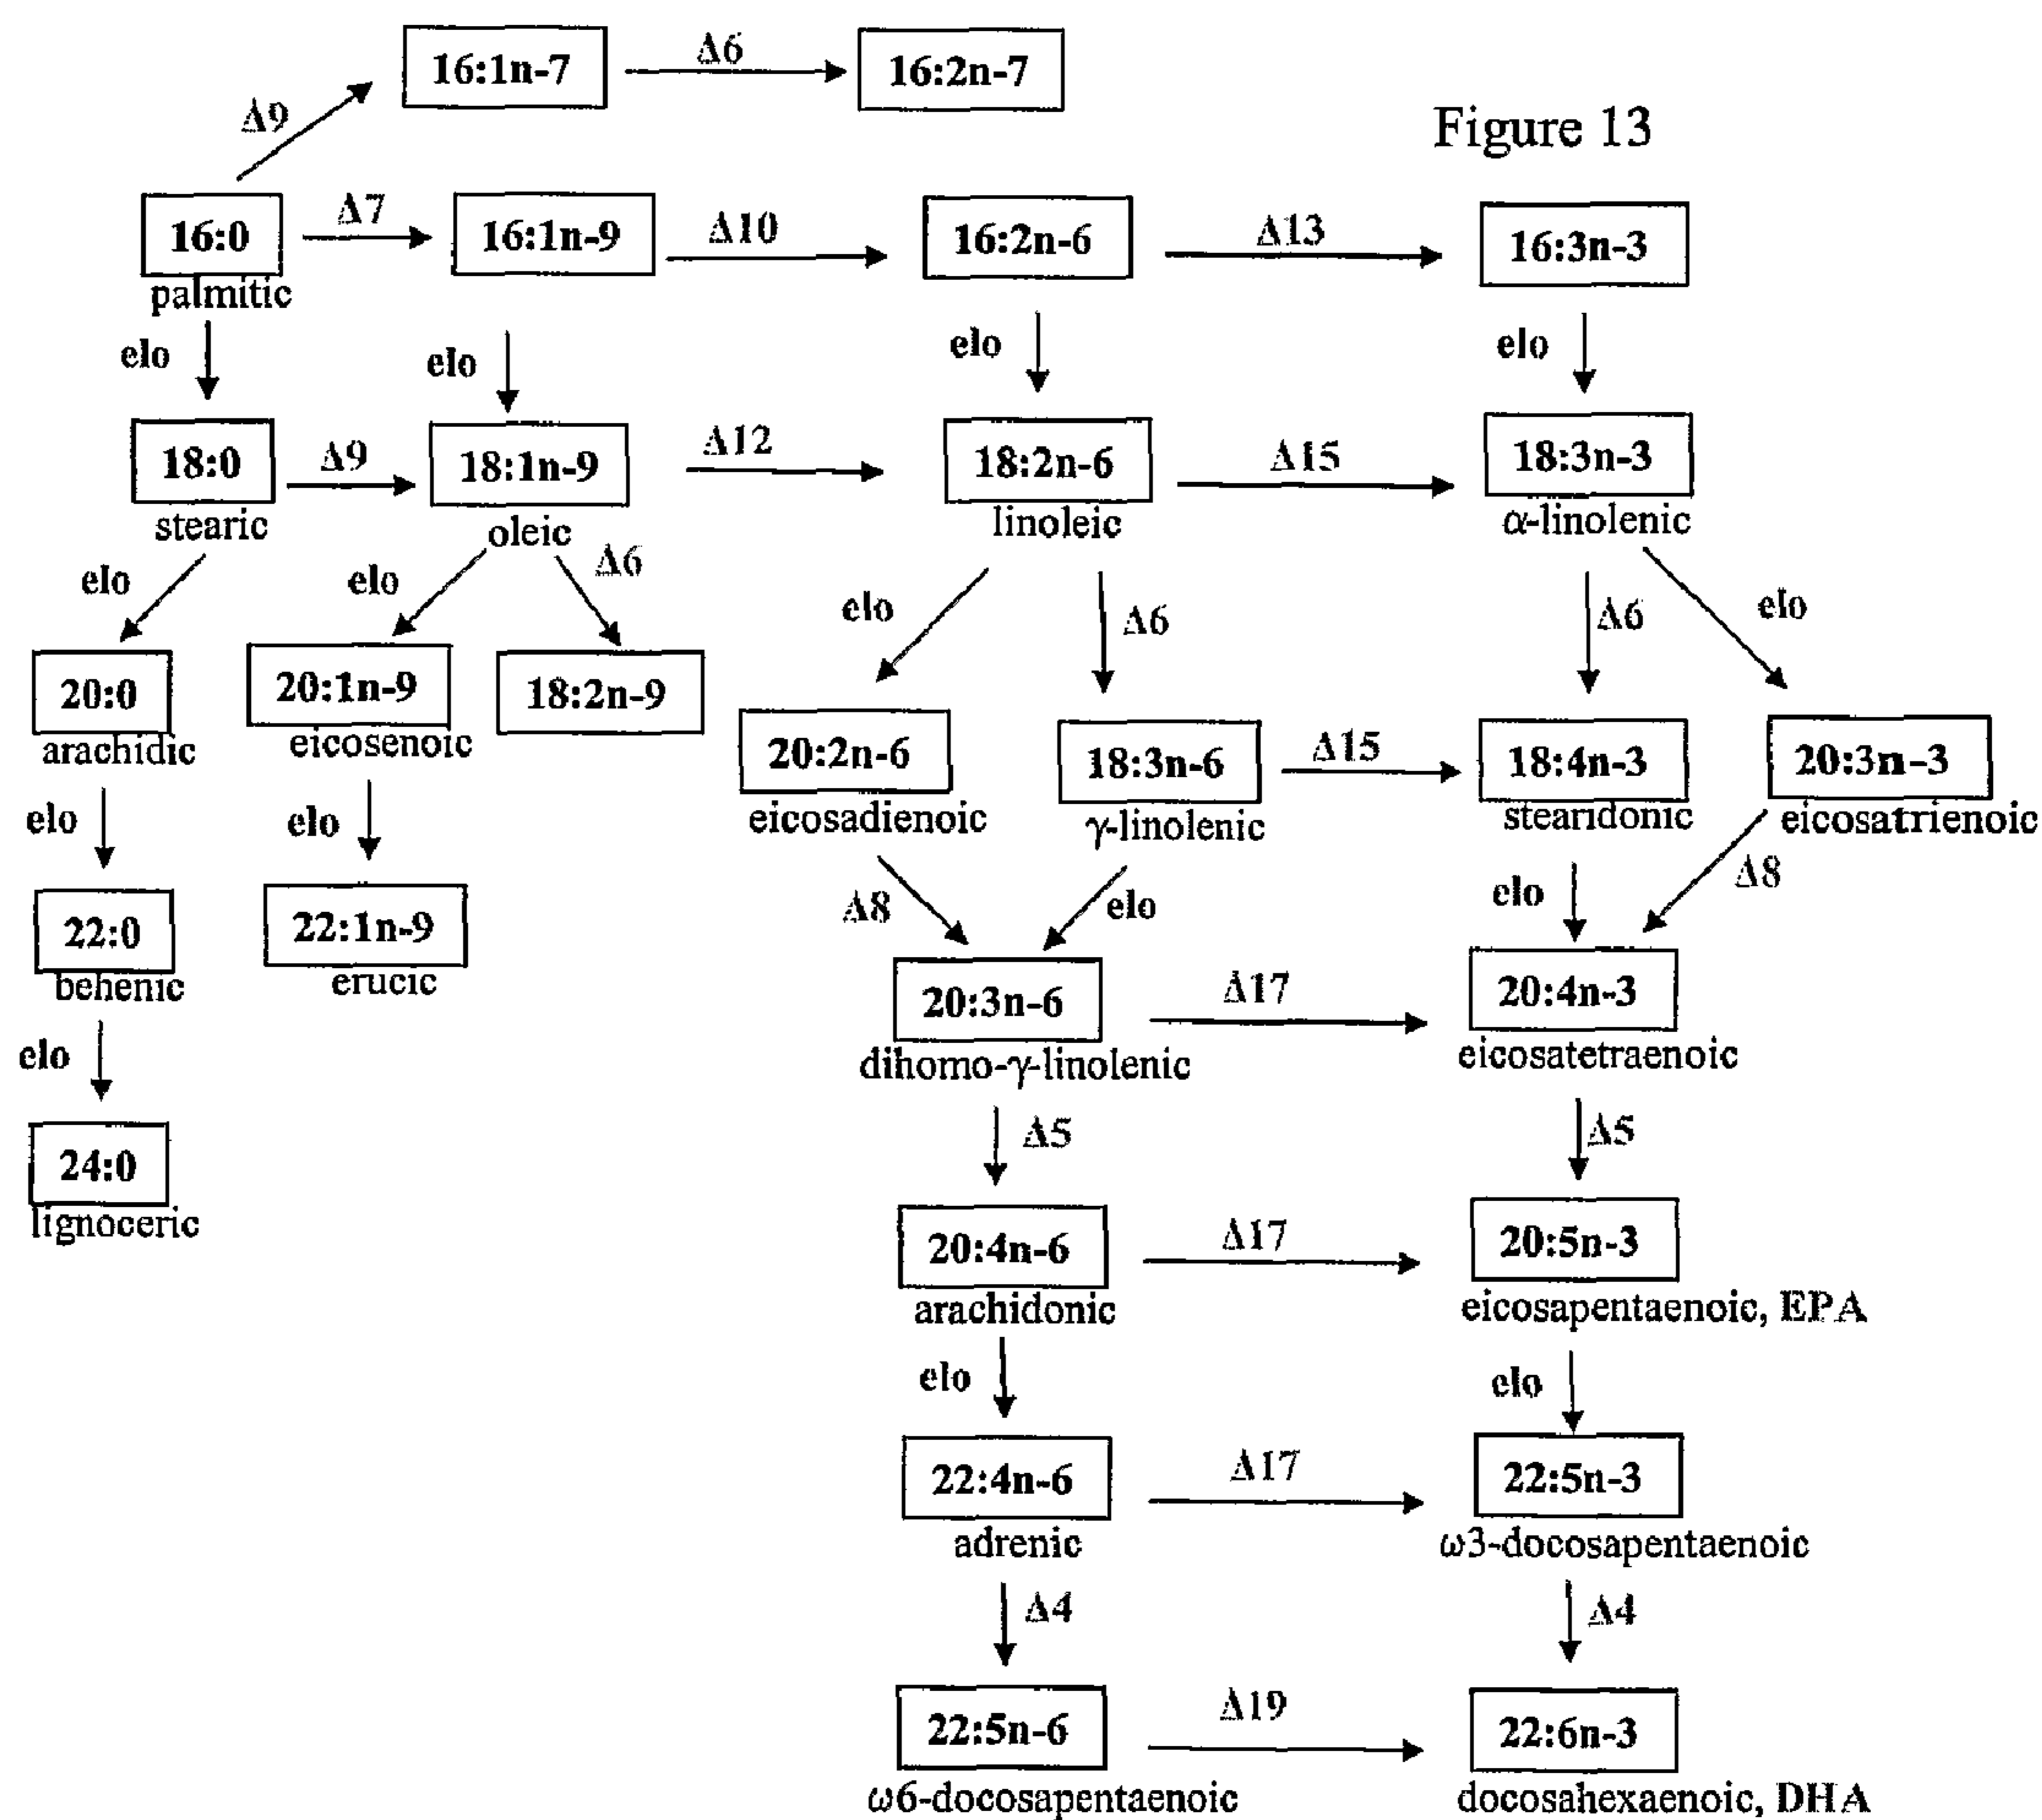 16:1n-7 Δ6 16:2n-7
Δ9
Figure 13
16:0 Δ7 16:1n-9 Δ10 16:2n-6 Δ13 16:3n-3
palmitic
elo elo elo elo
18:0 Δ9 18:1n-9 Δ12 18:2n-6 Δ15 18:3n-3
stearic oleic linoleic α-linolenic
elo elo Δ6 elo Δ6 Δ6 elo
20:0 20:1n-9 18:2n-9 20:2n-6 18:3n-6 Δ15 18:4n-3 20:3n-3
arachidic eicosenoic eicosadienoic γ-linolenic stearidonic eicosatrienoic
elo elo Δ8 elo elo Δ8
22:0 22:1n-9
behenic erucic
20:3n-6 Δ17 20:4n-3
dihomo-γ-linolenic eicosatetraenoic
elo
Δ5 Δ5
24:0
lignoceric
20:4n-6 Δ17 20:5n-3
arachidonic eicosapentaenoic, EPA
elo elo
22:4n-6 Δ17 22:5n-3
adrenic ω3-docosapentaenoic
Δ4 Δ4
22:5n-6 Δ19 22:6n-3
ω6-docosapentaenoic docosahexaenoic, DHA